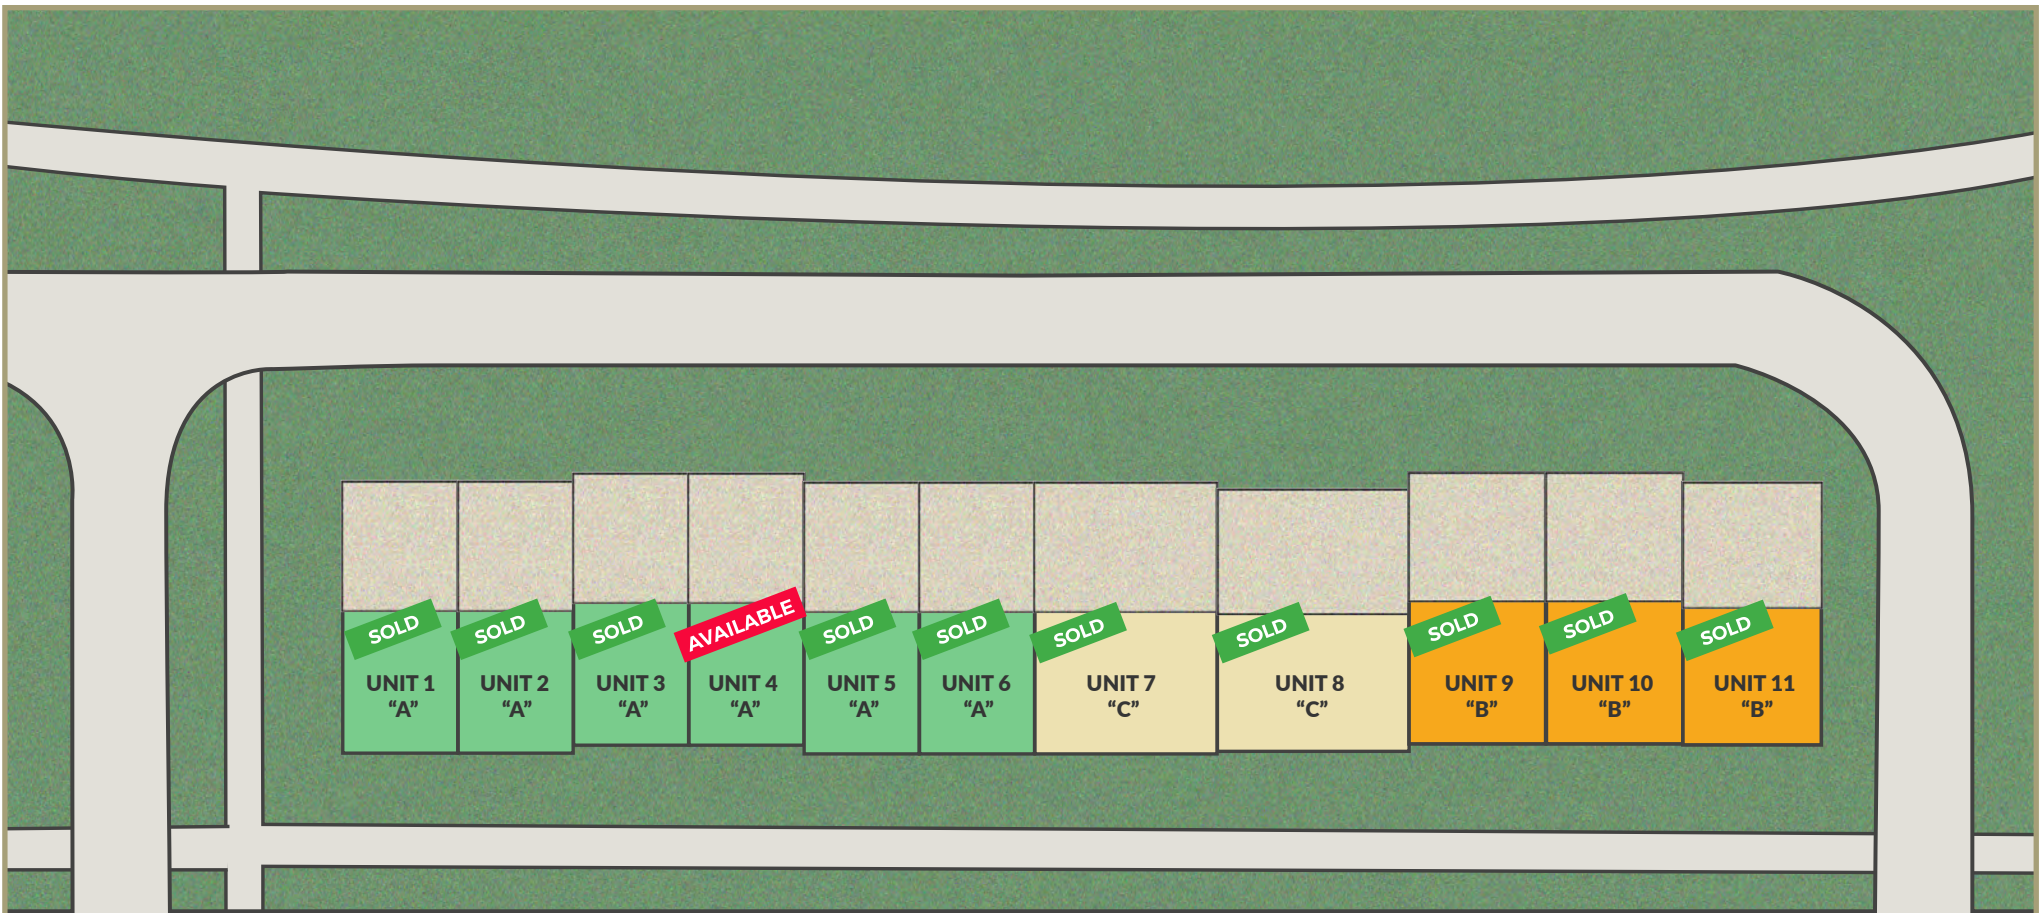 SOLD
UNIT 1
“A”
SOLD
UNIT 2
“A”
SOLD
UNIT 3
“A”
AVAILABLE
UNIT 4
“A”
SOLD
UNIT 5
“A”
SOLD
UNIT 6
“A”
SOLD
UNIT 7
“C”
SOLD
UNIT 8
“C”
SOLD
UNIT 9
“B”
SOLD
UNIT 10
“B”
SOLD
UNIT 11
“B”